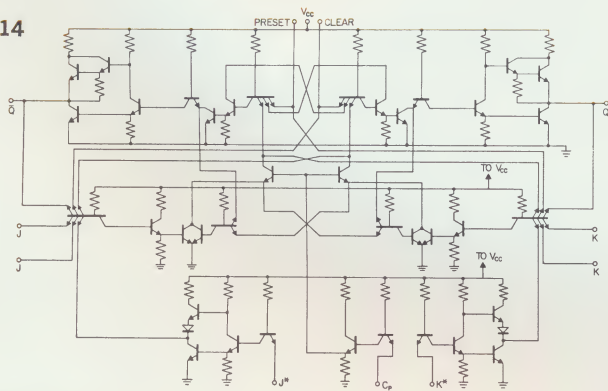 14
PRESET VCC CLEAR
Q̅ Q
TO VCC
J K
TO VCC
J K
J* CP K*